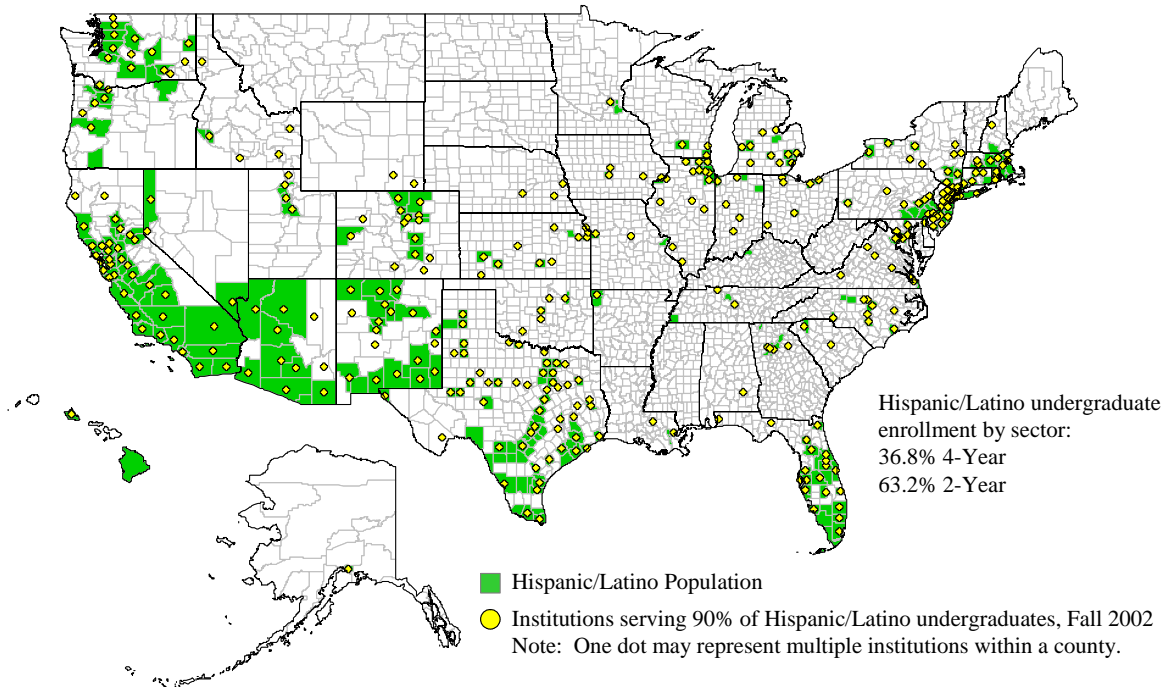 Hispanic/Latino undergraduate
enrollment by sector:
36.8% 4-Year
63.2% 2-Year
Hispanic/Latino Population
Institutions serving 90% of Hispanic/Latino undergraduates, Fall 2002
Note:  One dot may represent multiple institutions within a county.